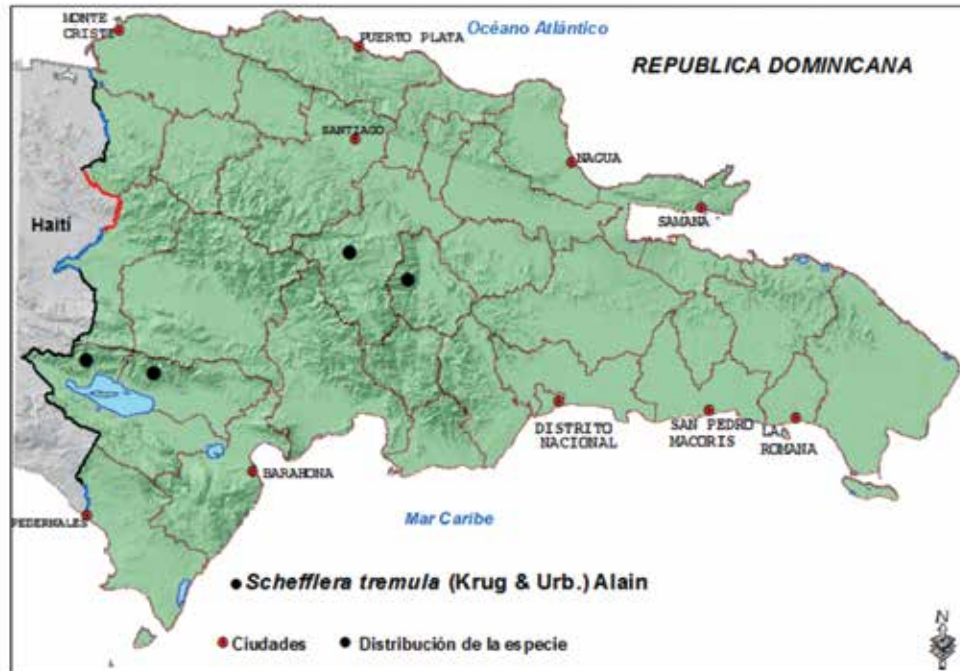 MONTE
CRISTI
PUERTO PLATA
Océano Atlántico
REPUBLICA DOMINICANA
SANTIAGO
NAGUA
SAMANA
Haití
DISTRITO
NACIONAL
SAN PEDRO
MACORIS
LA
ROMANA
BARAHONA
PEDERNALES
Mar Caribe
Schefflera tremula (Krug & Urb.) Alain
Ciudades
Distribución de la especie
N